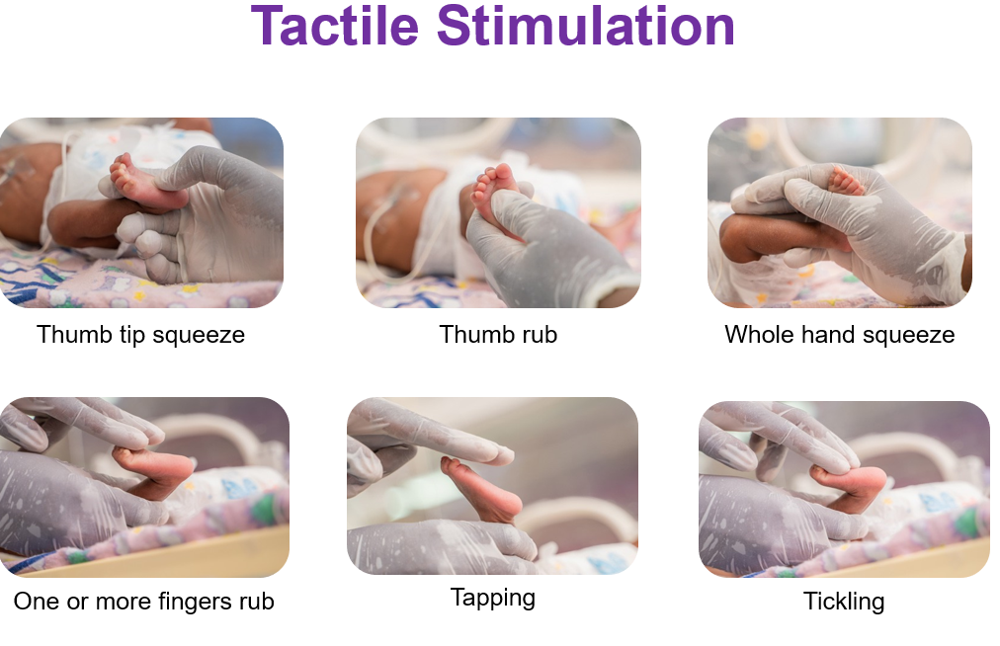 Tactile Stimulation
Thumb tip squeeze
Thumb rub
Whole hand squeeze
One or more fingers rub
Tapping
Tickling